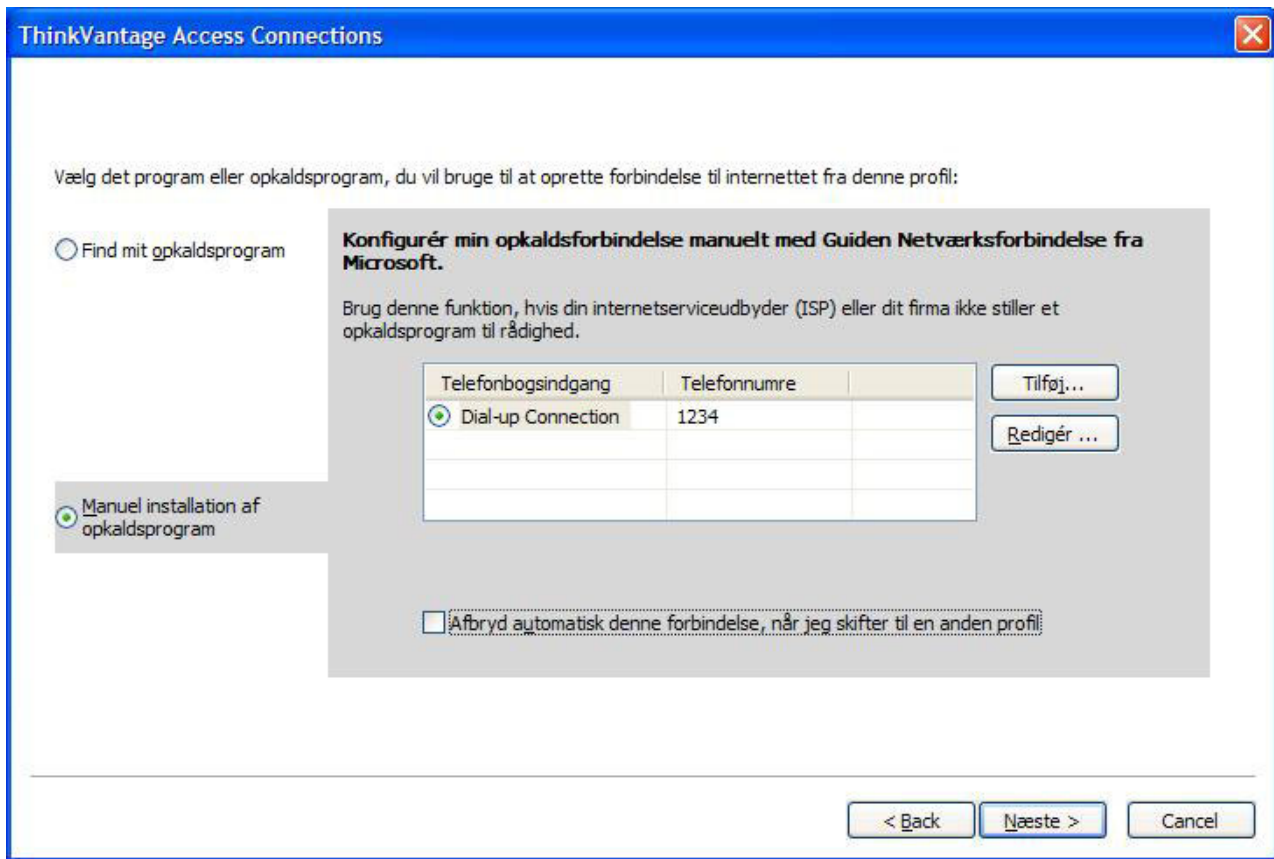 ThinkVantage Access Connections
Vælg det program eller opkaldsprogram, du vil bruge til at oprette forbindelse til internettet fra denne profil:
Find mit opkaldsprogram
Konfigurér min opkaldsforbindelse manuelt med Guiden Netværksforbindelse fra
Microsoft.
Brug denne funktion, hvis din internetserviceudbyder (ISP) eller dit firma ikke stiller et
opkaldsprogram til rådighed.
Telefonbogsindgang Telefonnumre
Tilføj...
Dial-up Connection 1234
Redigér ...
Manuel installation af
opkaldsprogram
Afbryd automatisk denne forbindelse, når jeg skifter til en anden profil
< Back Næste > Cancel